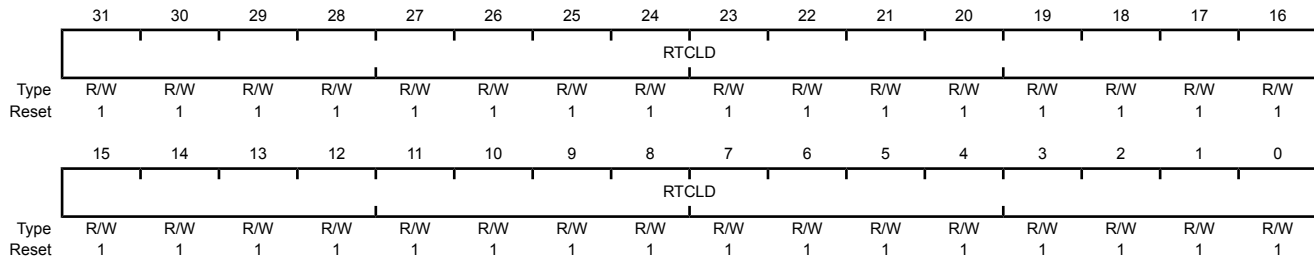 31 30 29 28 27 26 25 24 23 22 21 20 19 18 17 16
RTCLD
Type R/W R/W R/W R/W R/W R/W R/W R/W R/W R/W R/W R/W R/W R/W R/W R/W
Reset 1 1 1 1 1 1 1 1 1 1 1 1 1 1 1 1
15 14 13 12 11 10 9 8 7 6 5 4 3 2 1 0
RTCLD
Type R/W R/W R/W R/W R/W R/W R/W R/W R/W R/W R/W R/W R/W R/W R/W R/W
Reset 1 1 1 1 1 1 1 1 1 1 1 1 1 1 1 1